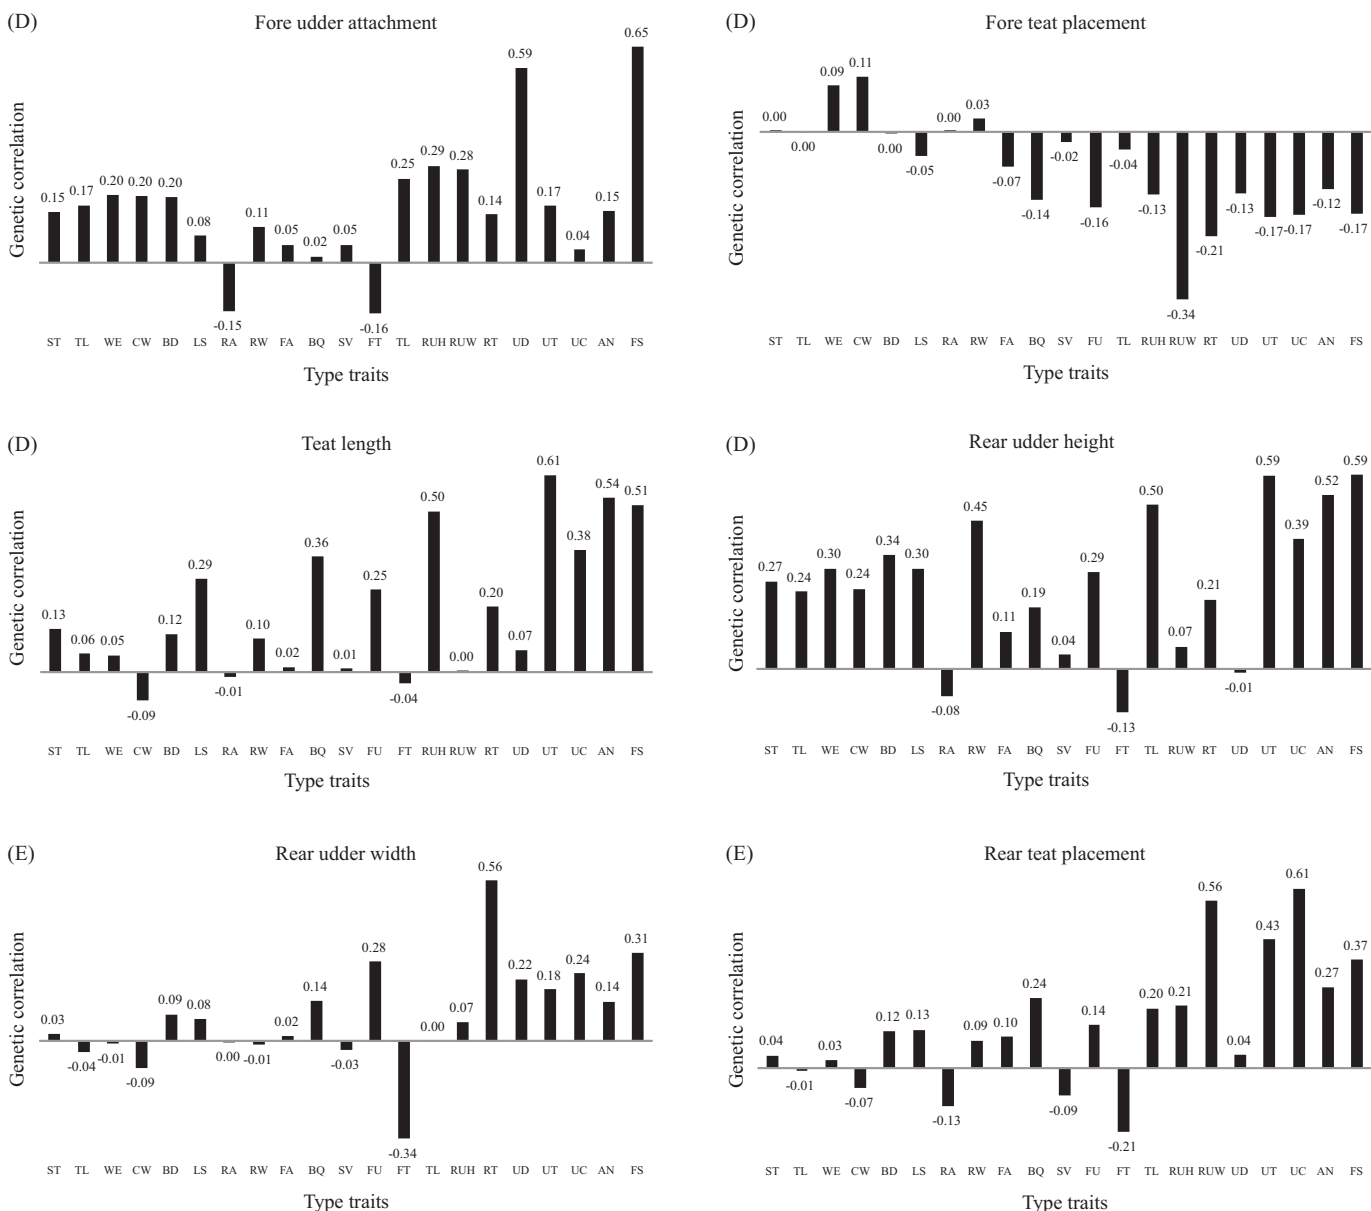 (D)
Fore udder attachment
Genetic correlation
0.15 0.17 0.20 0.20 0.20 0.08 -0.15 0.11 0.05 0.02 0.05 -0.16 0.25 0.29 0.28 0.14 0.59 0.17 0.04 0.15 0.65
ST TL WE CW BD LS RA RW FA BQ SV FT TL RUH RUW RT UD UT UC AN FS
Type traits
(D)
Fore teat placement
Genetic correlation
0.00 0.00 0.09 0.11 0.00 -0.05 0.00 0.03 -0.07 -0.14 -0.02 -0.16 -0.04 -0.13 -0.34 -0.21 -0.13 -0.17 -0.17 -0.12 -0.17
ST TL WE CW BD LS RA RW FA BQ SV FU TL RUH RUW RT UD UT UC AN FS
Type traits
(D)
Teat length
Genetic correlation
0.13 0.06 0.05 -0.09 0.12 0.29 -0.01 0.10 0.02 0.36 0.01 0.25 -0.04 0.50 0.00 0.20 0.07 0.61 0.38 0.54 0.51
ST TL WE CW BD LS RA RW FA BQ SV FU FT RUH RUW RT UD UT UC AN FS
Type traits
(D)
Rear udder height
Genetic correlation
0.27 0.24 0.30 0.24 0.34 0.30 -0.08 0.45 0.11 0.19 0.04 0.29 -0.13 0.50 0.07 0.21 -0.01 0.59 0.39 0.52 0.59
ST TL WE CW BD LS RA RW FA BQ SV FU FT TL RUW RT UD UT UC AN FS
Type traits
(E)
Rear udder width
Genetic correlation
0.03 -0.04 -0.01 -0.09 0.09 0.08 0.00 -0.01 0.02 0.14 -0.03 0.28 -0.34 0.00 0.07 0.56 0.22 0.18 0.24 0.14 0.31
ST TL WE CW BD LS RA RW FA BQ SV FU FT TL RUH RT UD UT UC AN FS
Type traits
(E)
Rear teat placement
Genetic correlation
0.04 -0.01 0.03 -0.07 0.12 0.13 -0.13 0.09 0.10 0.24 -0.09 0.14 -0.21 0.20 0.21 0.56 0.04 0.43 0.61 0.27 0.37
ST TL WE CW BD LS RA RW FA BQ SV FU FT TL RUH RUW UD UT UC AN FS
Type traits